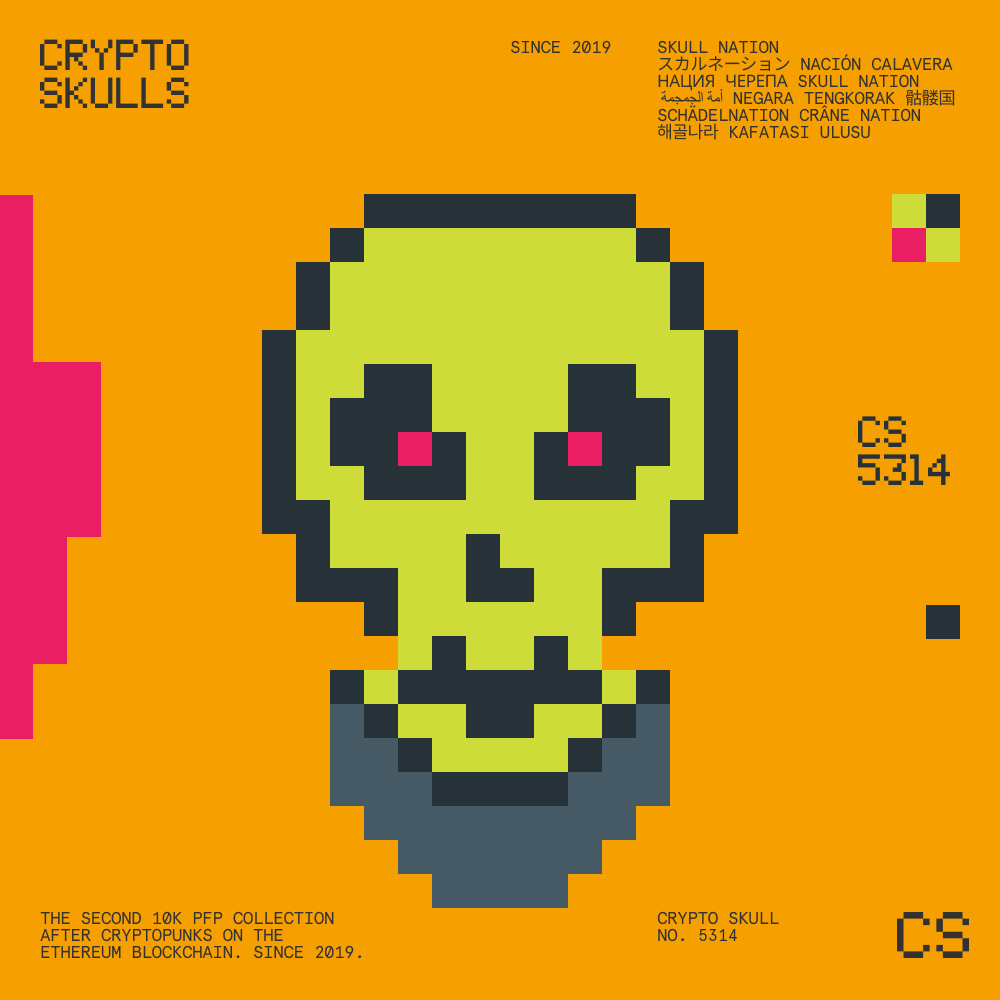 CRYPTO
SKULLS
SINCE 2019
SKULL NATION
スカルネーション NACIÓN CALAVERA
НАЦИЯ ЧЕРЕПА SKULL NATION
أمة الجمجمة NEGARA TENGKORAK 骷髅国
SCHÄDELNATION CRÂNE NATION
해골나라 KAFATASI ULUSU
CS
5314
THE SECOND 10K PFP COLLECTION
AFTER CRYPTOPUNKS ON THE
ETHEREUM BLOCKCHAIN. SINCE 2019.
CRYPTO SKULL
NO. 5314
CS